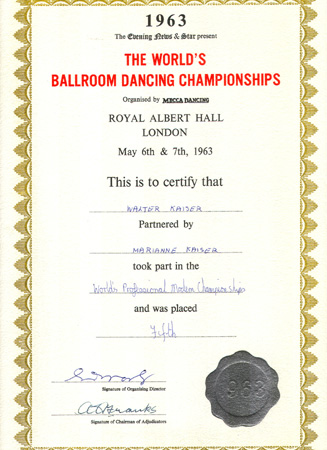 1963
The Evening News & Star present
THE WORLD'S
BALLROOM DANCING CHAMPIONSHIPS
Organised by MECCA DANCING
ROYAL ALBERT HALL
LONDON
May 6th & 7th, 1963
This is to certify that
WALTER KAISER
Partnered by
MARIANNE KAISER
took part in the
World's Professional Modern Championships
and was placed
Fifth
Signature of Organising Director
Signature of Chairman of Adjudicators
1963